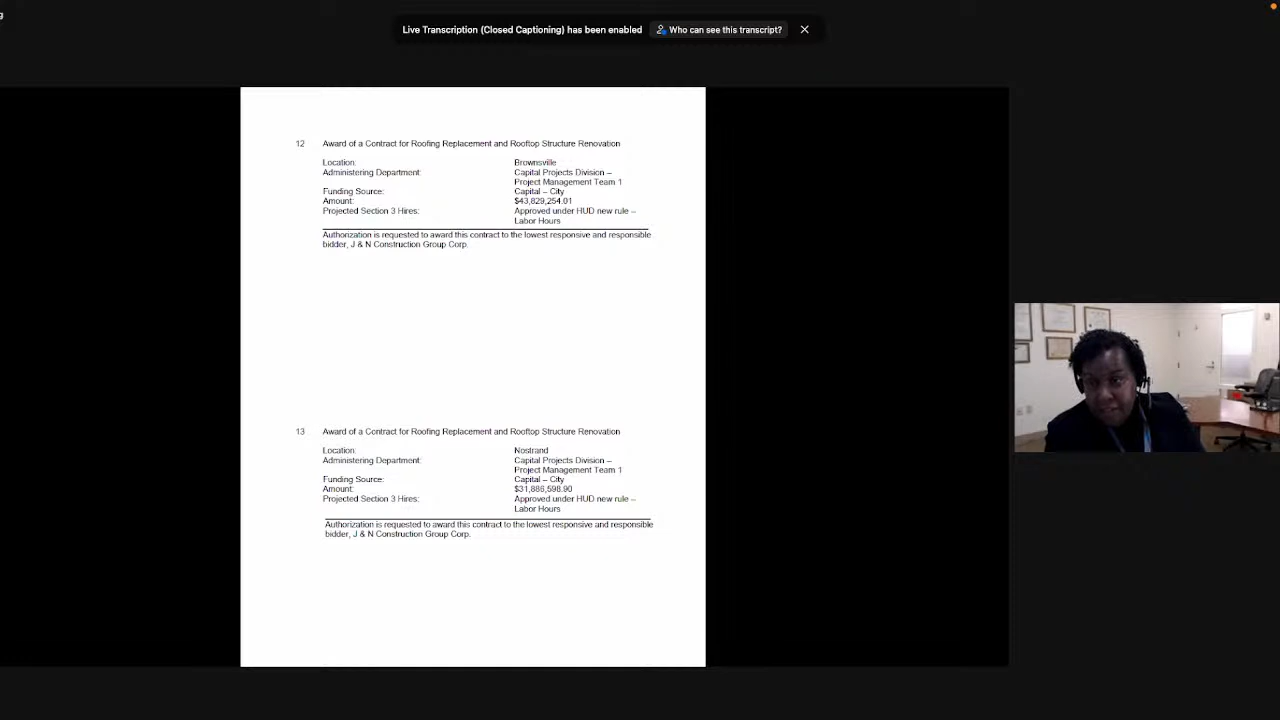 g
Live Transcription (Closed Captioning) has been enabled Who can see this transcript?
12 Award of a Contract for Roofing Replacement and Rooftop Structure Renovation
Location: Brownsville
Administering Department: Capital Projects Division –
Project Management Team 1
Funding Source: Capital – City
Amount: $43,829,254.01
Projected Section 3 Hires: Approved under HUD new rule –
Labor Hours
Authorization is requested to award this contract to the lowest responsive and responsible
bidder, J & N Construction Group Corp.
13 Award of a Contract for Roofing Replacement and Rooftop Structure Renovation
Location: Nostrand
Administering Department: Capital Projects Division –
Project Management Team 1
Funding Source: Capital – City
Amount: $31,886,598.90
Projected Section 3 Hires: Approved under HUD new rule –
Labor Hours
Authorization is requested to award this contract to the lowest responsive and responsible
bidder, J & N Construction Group Corp.